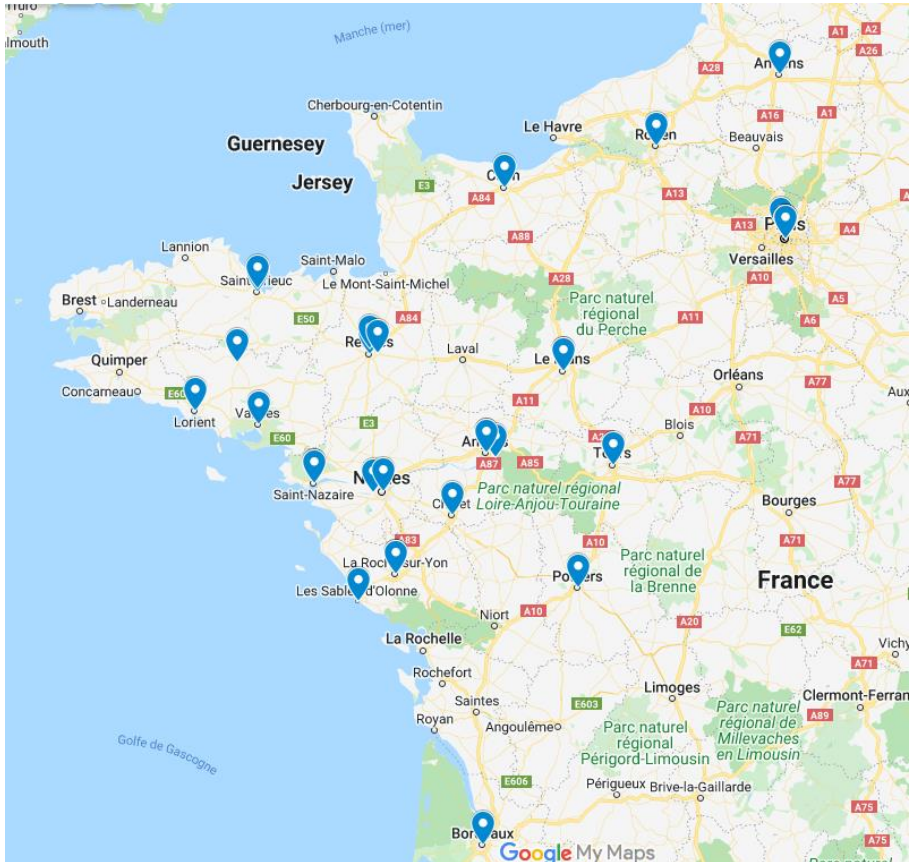 Truro
almouth
Manche (mer)
A1
A2
A26
A28
Cherbourg-en-Cotentin
A16
A1
Le Havre
Beauvais
Guernesey
Jersey
E3
A84
A13
A13
A4
A88
Versailles
A10
Lannion
Saint-Malo
Le Mont-Saint-Michel
A28
A5
Brest
Landerneau
E50
A84
Parc naturel
régional
du Perche
A11
A6
Laval
Quimper
Orléans
A77
Concarneau
E60
Lorient
A11
A10
Aux
Blois
A71
E3
E60
A87
A85
Saint-Nazaire
Parc naturel régional
Loire-Anjou-Touraine
A77
Bourges
A83
A10
A71
Parc naturel
régional de
la Brenne
France
Les Sables d'Olonne
Niort
A10
A20
E62
La Rochelle
Vichy
A71
Rochefort
Limoges
Clermont-Ferran
Saintes
E603
Parc naturel
régional de
Millevaches
en Limousin
A89
Royan
Angoulême
Parc naturel
régional
Périgord-Limousin
Golfe de Gascogne
E606
Périgueux
Brive-la-Gaillarde
A75
A75
Google My Maps